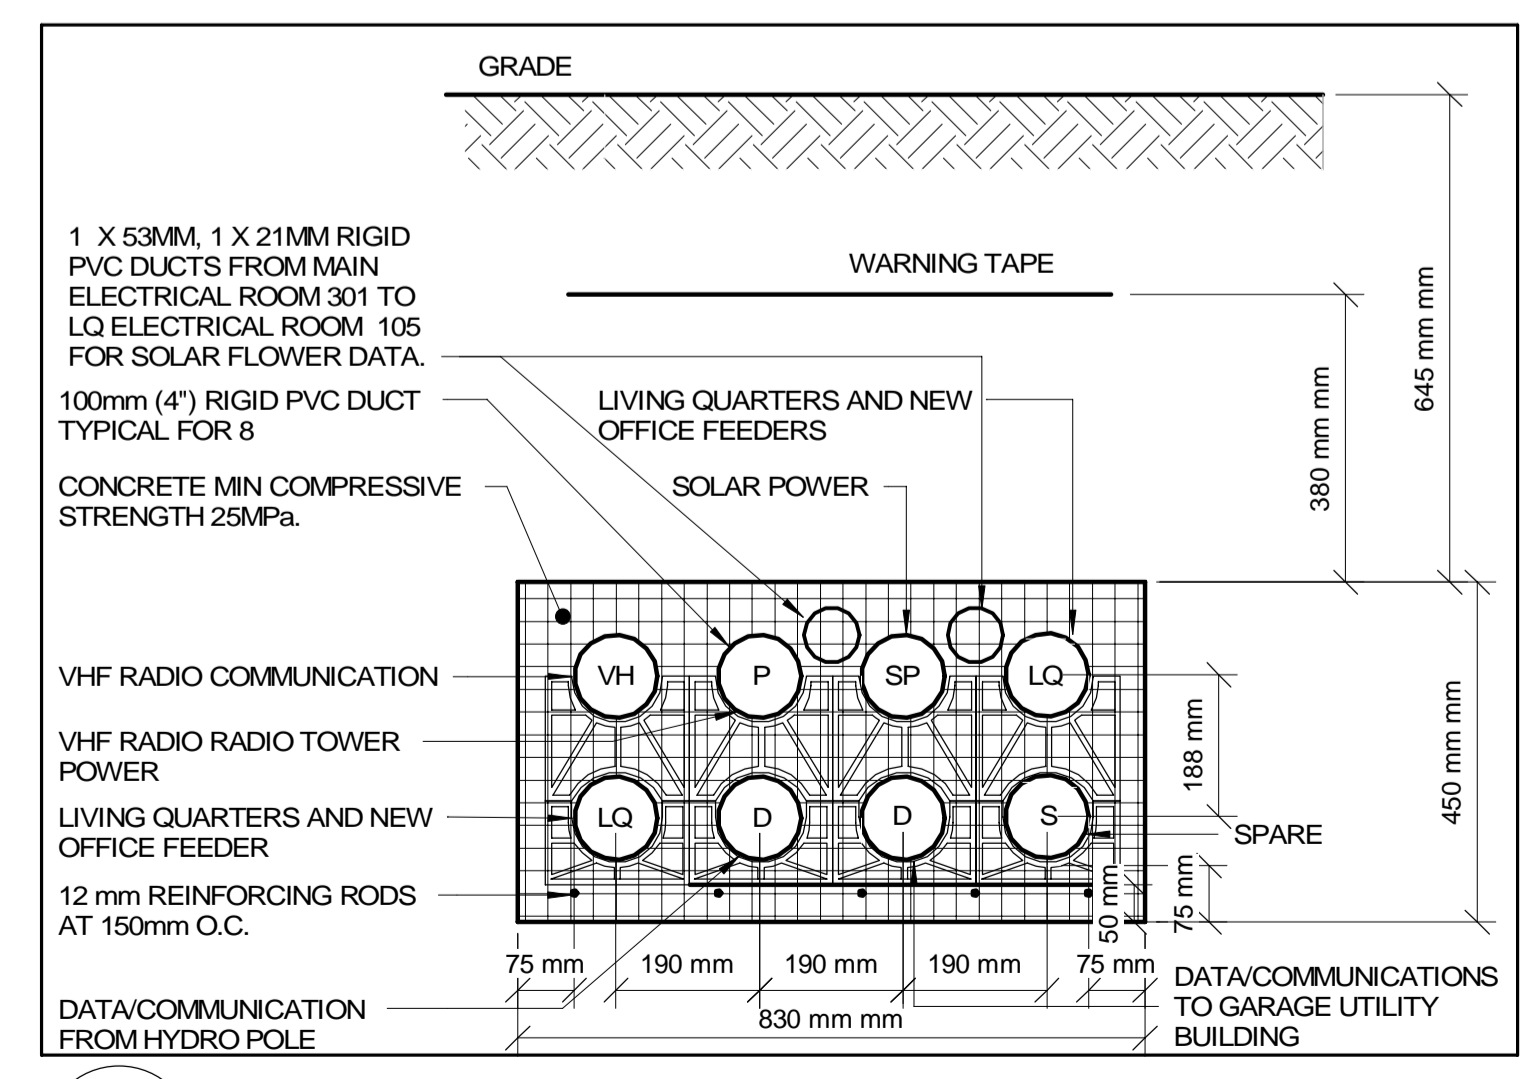 GRADE
1 X 53MM, 1 X 21MM RIGID
PVC DUCTS FROM MAIN
ELECTRICAL ROOM 301 TO
LQ ELECTRICAL ROOM 105
FOR SOLAR FLOWER DATA.
WARNING TAPE
645 mm mm
380 mm mm
100mm (4") RIGID PVC DUCT
TYPICAL FOR 8
LIVING QUARTERS AND NEW
OFFICE FEEDERS
CONCRETE MIN COMPRESSIVE
STRENGTH 25MPa.
SOLAR POWER
VHF RADIO COMMUNICATION
VH
P
SP
LQ
VHF RADIO RADIO TOWER
POWER
188 mm
450 mm mm
LIVING QUARTERS AND NEW
OFFICE FEEDER
LQ
D
D
S
SPARE
12 mm REINFORCING RODS
AT 150mm O.C.
50 mm
75 mm
75 mm
190 mm
190 mm
190 mm
75 mm
830 mm mm
DATA/COMMUNICATION
FROM HYDRO POLE
DATA/COMMUNICATIONS
TO GARAGE UTILITY
BUILDING